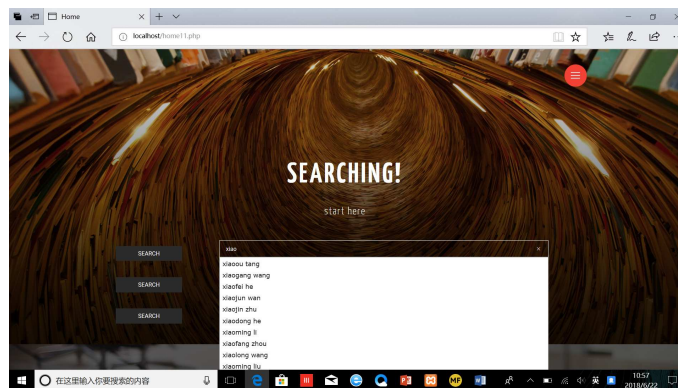 Home
localhost/home11.php
SEARCHING!
start here
SEARCH
xiao
xiaoou tang
xiaogang wang
xiaofei he
SEARCH
xiaojun wan
xiaojin zhu
xiaodong he
SEARCH
xiaoming li
xiaofang zhou
xiaolong wang
xiaoming liu
在这里输入你要搜索的内容
MF
英
10:57
2018/6/22